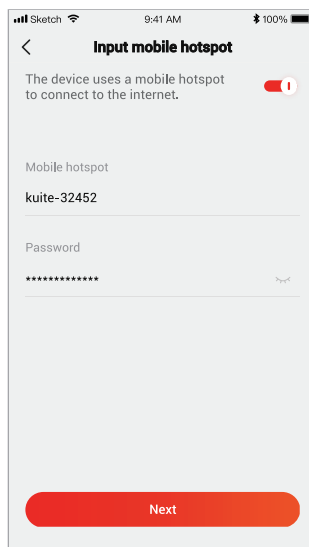 Sketch 9:41 AM 100%
Input mobile hotspot
The device uses a mobile hotspot
to connect to the internet.
Mobile hotspot
kuite-32452
Password
*************
Next